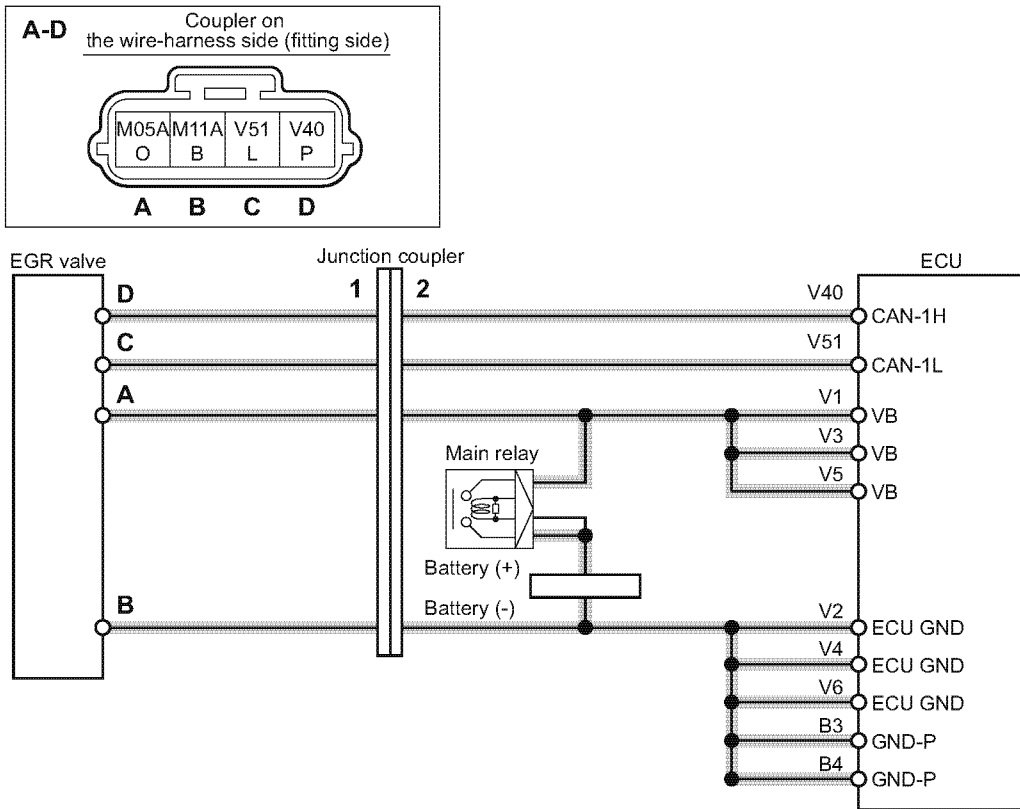 A-D
Coupler on
the wire-harness side (fitting side)
M05A M11A V51 V40
O B L P
A B C D
EGR valve
Junction coupler
ECU
D
1 2
V40
CAN-1H
C
V51
CAN-1L
A
V1
VB
V3
VB
Main relay
V5
VB
Battery (+)
Battery (-)
B
V2
ECU GND
V4
ECU GND
V6
ECU GND
B3
GND-P
B4
GND-P